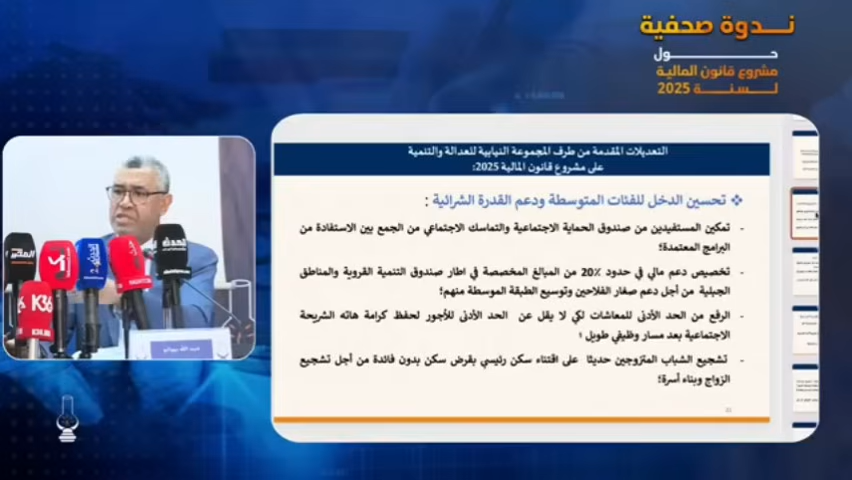 ندوة صحفية
حول
مشروع قانون المالية
لسنة 2025
التعديلات المقدمة من طرف المجموعة النيابية للعدالة والتنمية
على مشروع قانون المالية 2025:
❖ تحسين الدخل للفئات المتوسطة ودعم القدرة الشرائية :
- تمكين المستفيدين من صندوق الحماية الاجتماعية والتماسك الاجتماعي من الجمع بين الاستفادة من
البرامج المعتمدة؛
- تخصيص دعم مالي في حدود 20٪ من المبالغ المخصصة في اطار صندوق التنمية القروية والمناطق
الجبلية من أجل دعم صغار الفلاحين وتوسيع الطبقة الموسطة منهم؛
- الرفع من الحد الأدنى للمعاشات لكي لا يقل عن الحد الأدنى للأجور لحفظ كرامة هاته الشريحة
الاجتماعية بعد مسار وظيفي طويل ؛
- تشجيع الشباب المتزوجين حديثا على اقتناء سكن رئيسي بقرض سكن بدون فائدة من أجل تشجيع
الزواج وبناء أسرة؛
K36